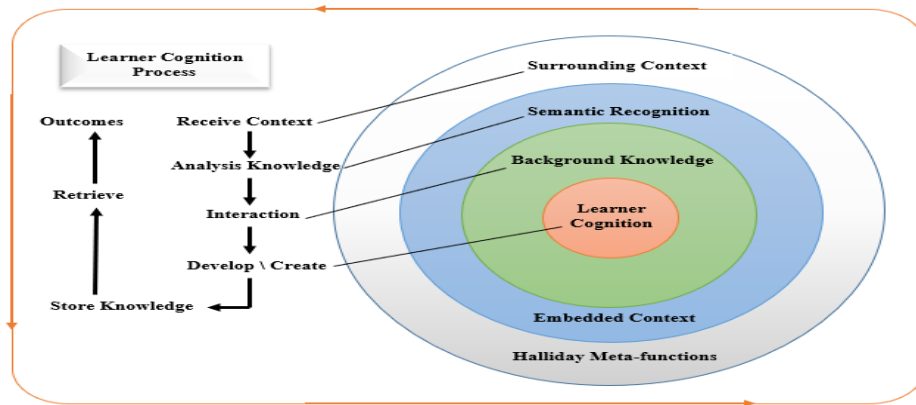 Learner Cognition
Process
Outcomes
Retrieve
Store Knowledge
Receive Context
Analysis Knowledge
Interaction
Develop \ Create
Surrounding Context
Semantic Recognition
Background Knowledge
Learner
Cognition
Embedded Context
Halliday Meta-functions